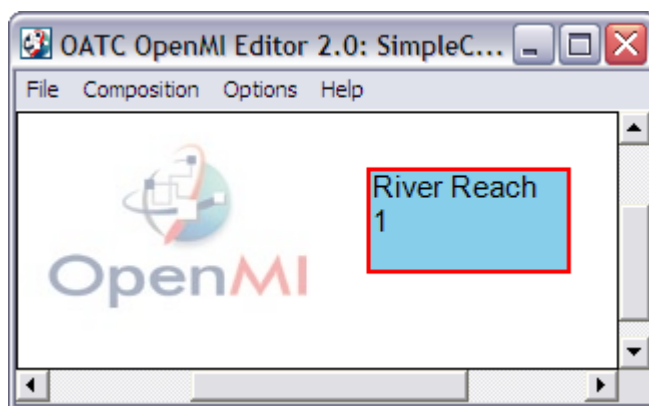 OATC OpenMI Editor 2.0: SimpleC...
File Composition Options Help
River Reach
1
OpenMI